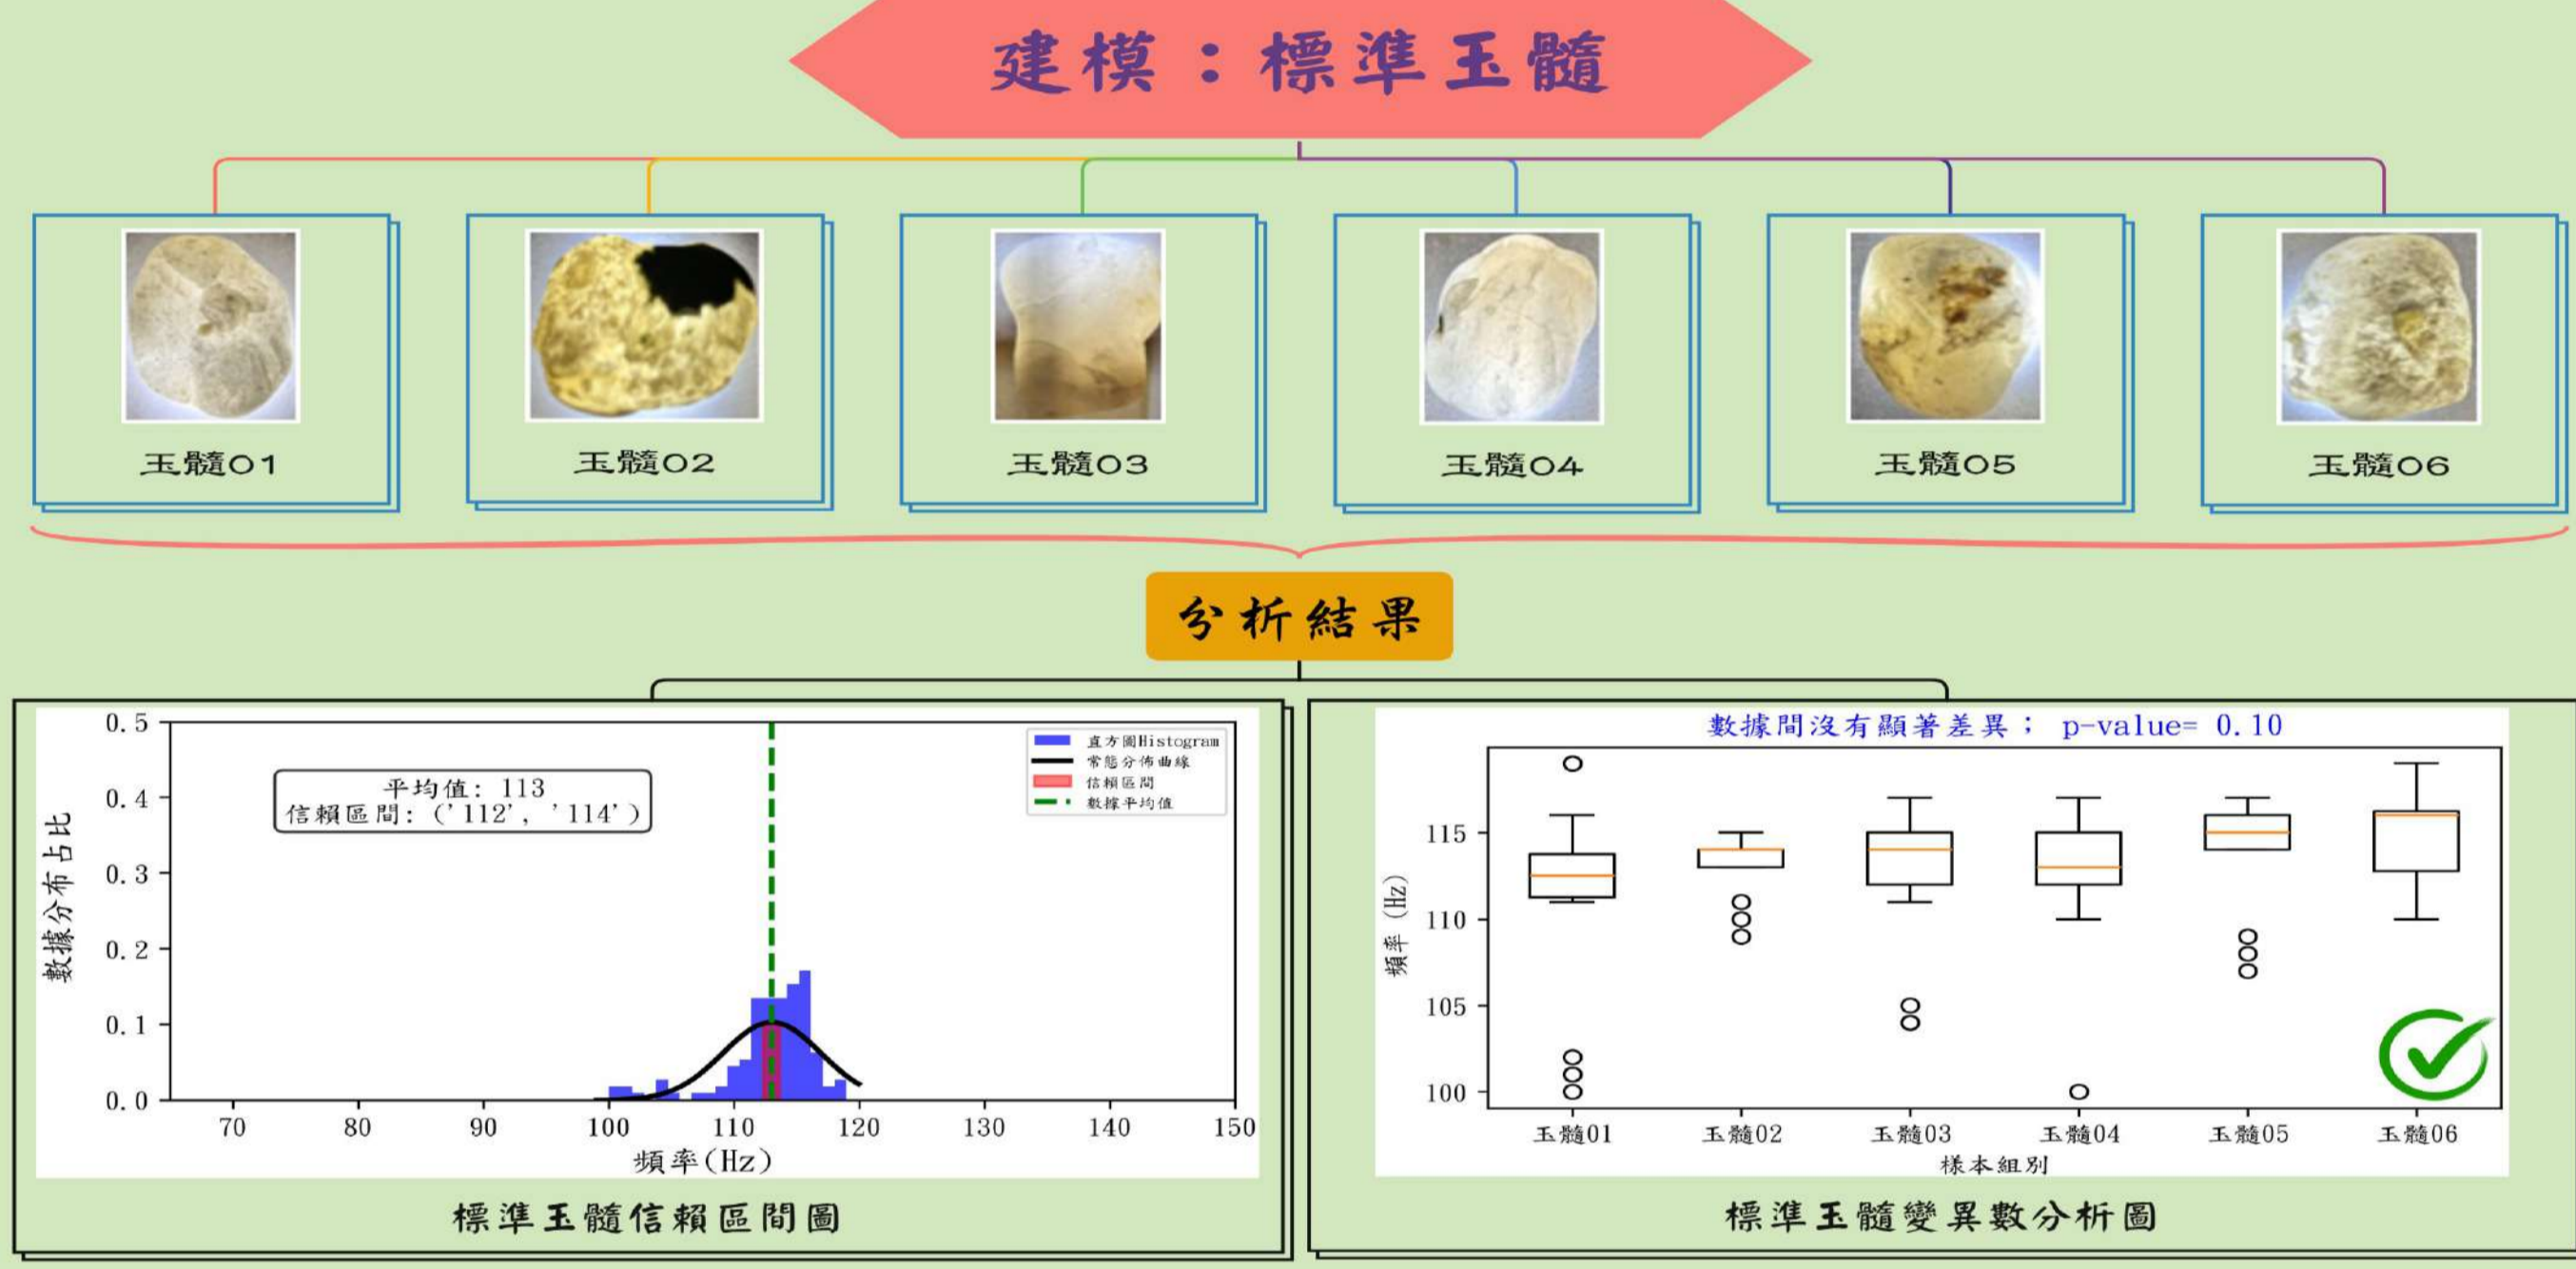 建模：標準玉髓
玉髓01
玉髓02
玉髓03
玉髓04
玉髓05
玉髓06
分析結果
0.5
0.4
0.3
0.2
0.1
0.0
數據分布占比
平均值: 113
信賴區間: ('112', '114')
直方圖Histogram
常態分佈曲線
信賴區間
數據平均值
70 80 90 100 110 120 130 140 150
頻率(Hz)
標準玉髓信賴區間圖
數據間沒有顯著差異； p-value= 0.10
115
110
105
100
頻率 (Hz)
玉髓01 玉髓02 玉髓03 玉髓04 玉髓05 玉髓06
樣本組別
標準玉髓變異數分析圖